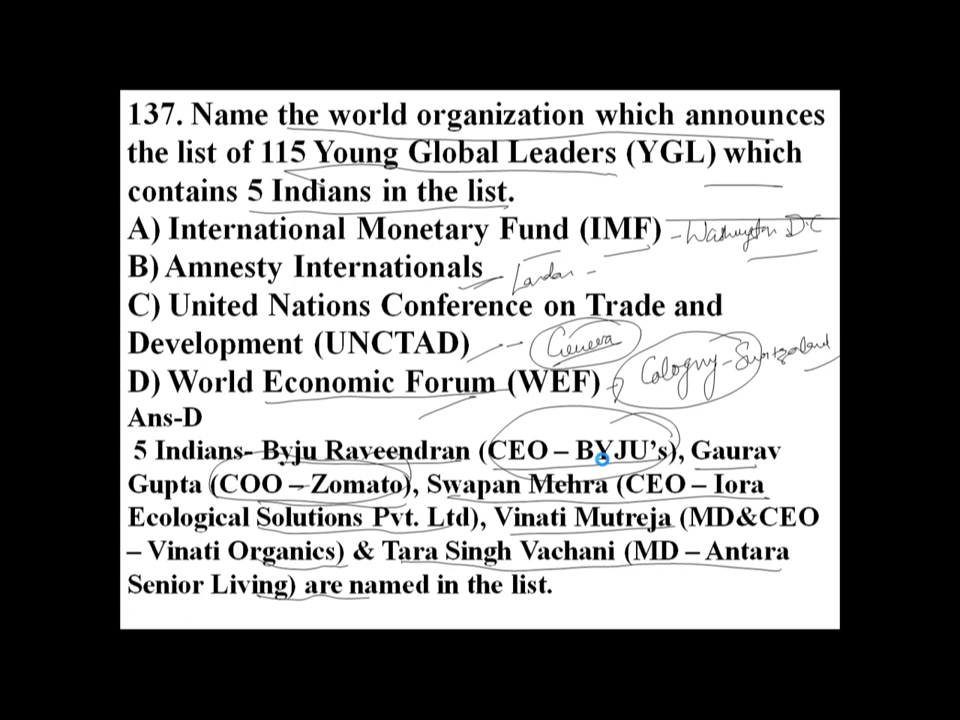 137. Name the world organization which announces
the list of 115 Young Global Leaders (YGL) which
contains 5 Indians in the list.
A) International Monetary Fund (IMF) - Washington D.C
B) Amnesty Internationals - London -
C) United Nations Conference on Trade and
Development (UNCTAD) -- Geneva
D) World Economic Forum (WEF) - Cologny - Switzerland
Ans-D
5 Indians- Byju Raveendran (CEO – BYJU's), Gaurav
Gupta (COO – Zomato), Swapan Mehra (CEO – Iora
Ecological Solutions Pvt. Ltd), Vinati Mutreja (MD&CEO
– Vinati Organics) & Tara Singh Vachani (MD – Antara
Senior Living) are named in the list.